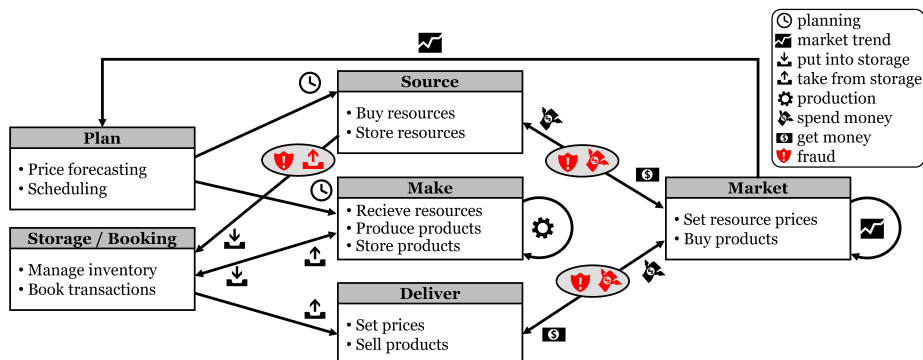 planning
market trend
put into storage
take from storage
production
spend money
get money
fraud
Source
• Buy resources
• Store resources
Plan
• Price forecasting
• Scheduling
Make
• Recieve resources
• Produce products
• Store products
Market
• Set resource prices
• Buy products
Storage / Booking
• Manage inventory
• Book transactions
Deliver
• Set prices
• Sell products